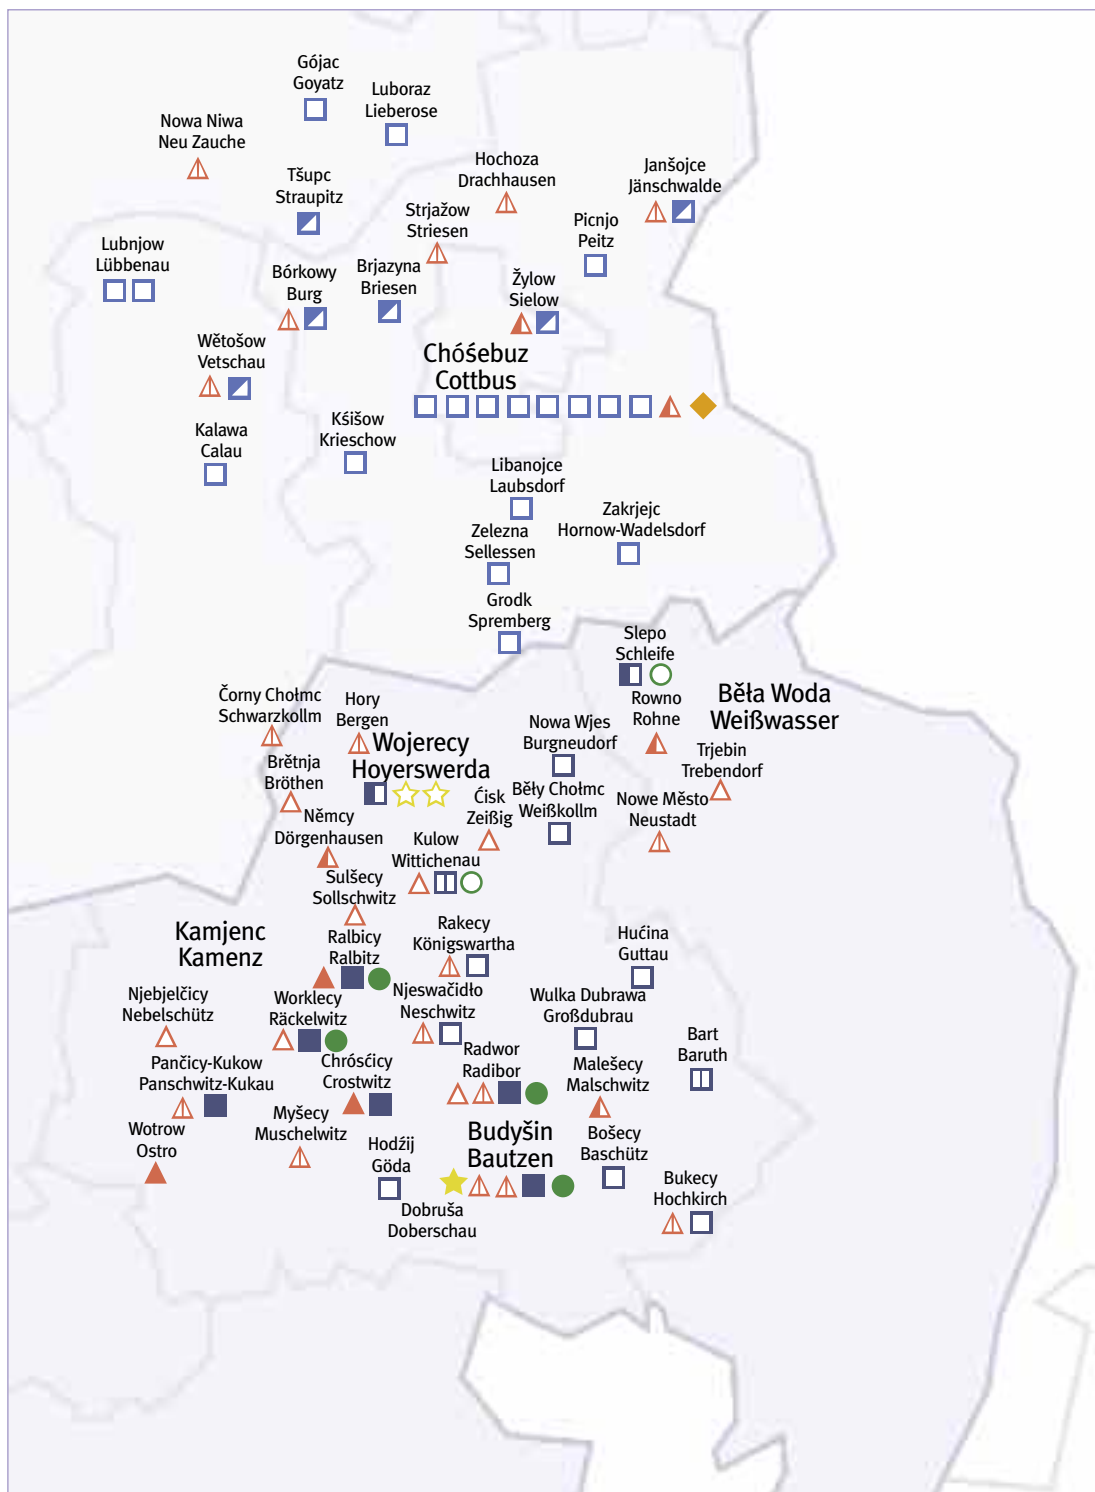 Gójac
Goyatz
Luboraz
Lieberose
Nowa Niwa
Neu Zauche
Hochoza
Drachhausen
Janšojce
Jänschwalde
Tšupc
Straupitz
Strjažow
Striesen
Picnjo
Peitz
Lubnjow
Lübbenau
Bórkowy
Burg
Brjazyna
Briesen
Žylow
Sielow
Wětošow
Vetschau
Chóśebuz
Cottbus
Kalawa
Calau
Kśišow
Krieschow
Libanojce
Laubsdorf
Zakrjejc
Hornow-Wadelsdorf
Zelezna
Sellessen
Grodk
Spremberg
Slepo
Schleife
Čorny Chołmc
Schwarzkollm
Hory
Bergen
Rowno
Rohne
Běła Woda
Weißwasser
Nowa Wjes
Burgneudorf
Wojerecy
Hoyerswerda
Trjebin
Trebendorf
Brětnja
Bröthen
Ćisk
Zeißig
Běły Chołmc
Weißkollm
Nowe Město
Neustadt
Němcy
Dörgenhausen
Kulow
Wittichenau
Sulšecy
Sollschwitz
Kamjenc
Kamenz
Ralbicy
Ralbitz
Rakecy
Königswartha
Hućina
Guttau
Njebjelčicy
Nebelschütz
Worklecy
Räckelwitz
Njeswačidło
Neschwitz
Wulka Dubrawa
Großdubrau
Bart
Baruth
Pančicy-Kukow
Panschwitz-Kukau
Chrósćicy
Crostwitz
Radwor
Radibor
Malešecy
Malschwitz
Wotrow
Ostro
Myšecy
Muschelwitz
Hodźij
Göda
Budyšin
Bautzen
Bošecy
Baschütz
Bukecy
Hochkirch
Dobruša
Doberschau